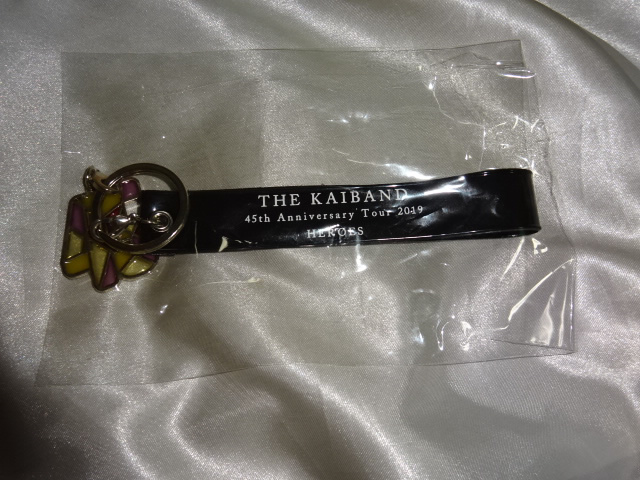 THE KAIBAND
45th Anniversary Tour 2019
HEROES